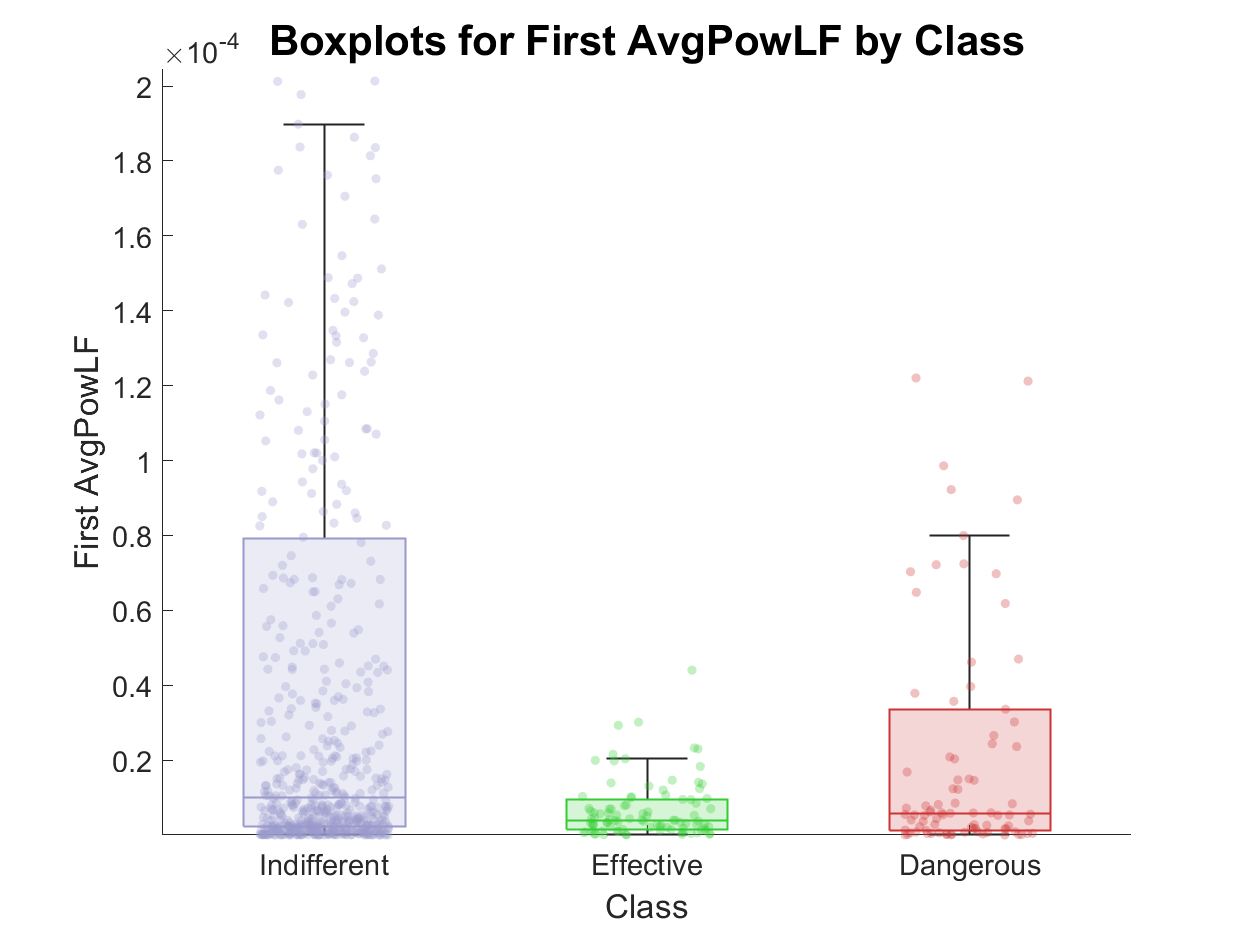 Boxplots for First AvgPowLF by Class
×10⁻⁴
2
1.8
1.6
1.4
1.2
1
0.8
0.6
0.4
0.2
First AvgPowLF
Indifferent Effective Dangerous
Class